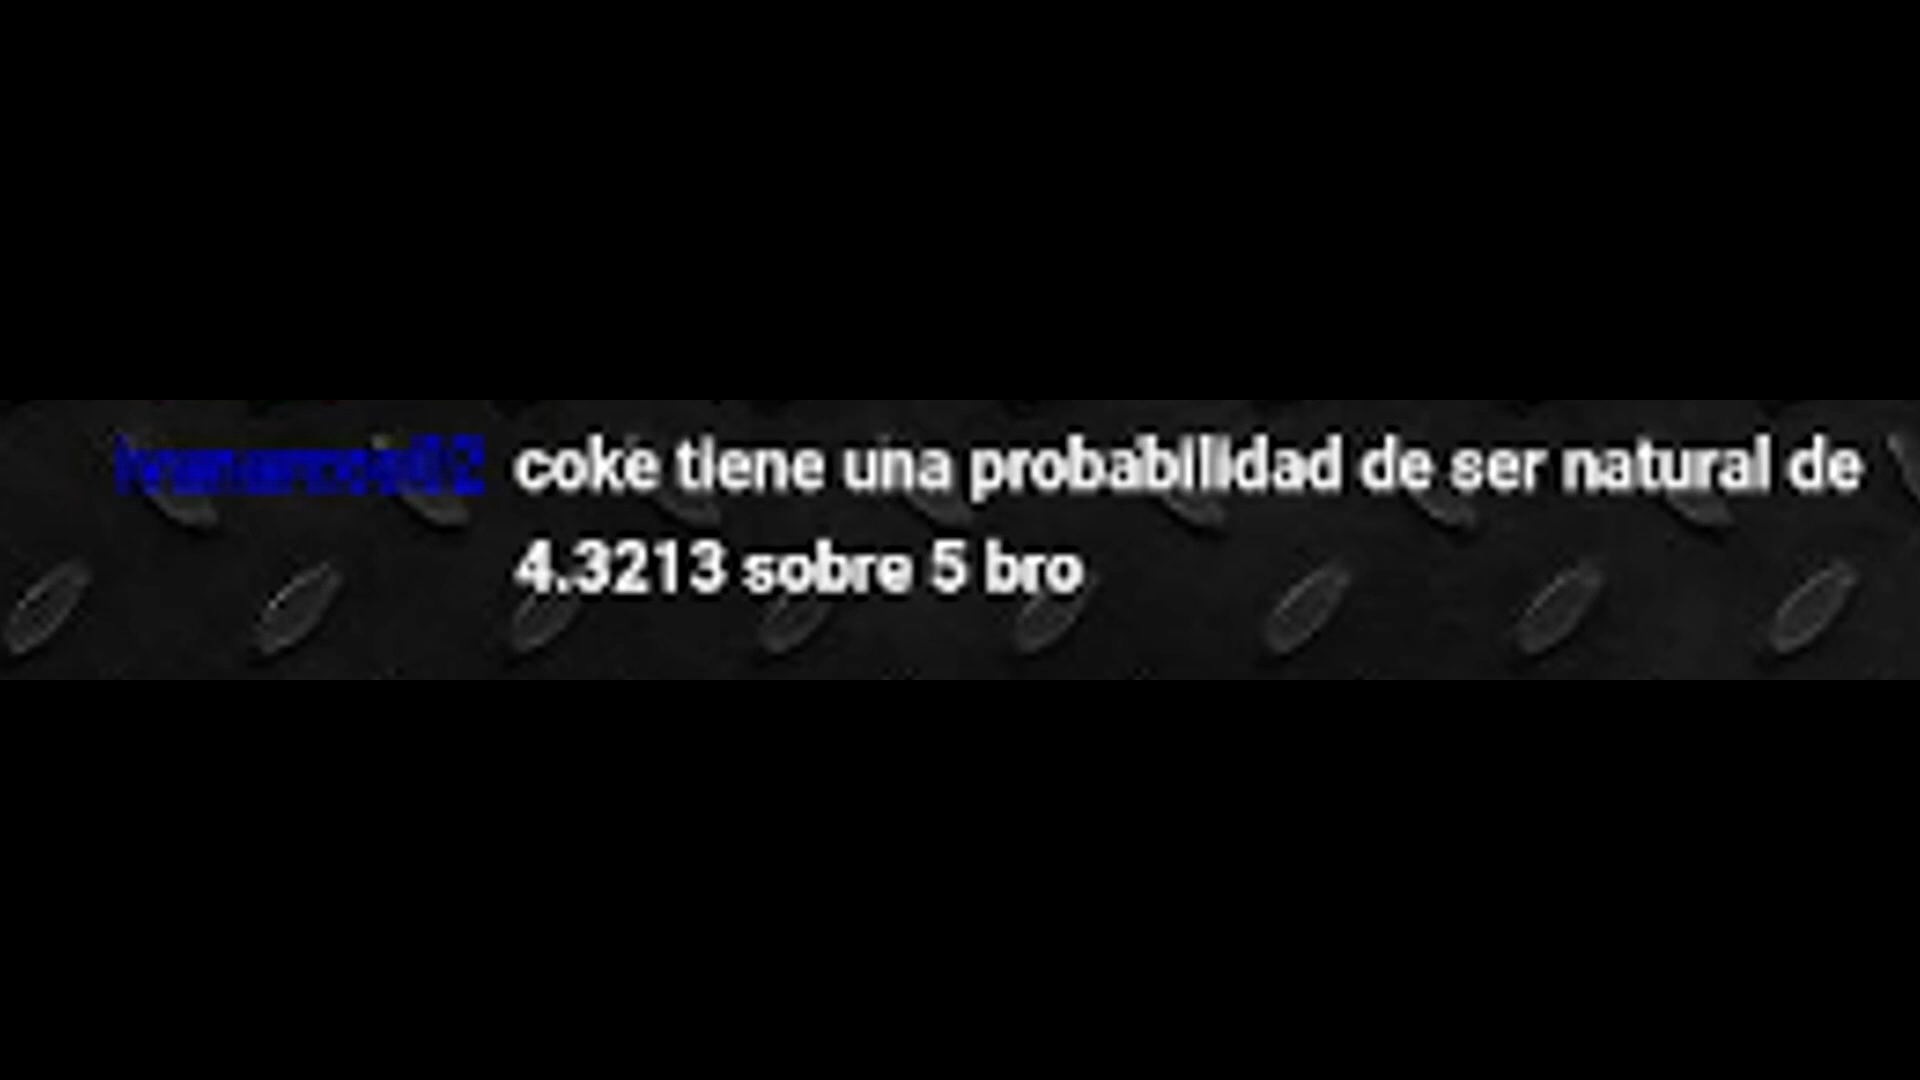 coke tiene una probabilidad de ser natural de
4.3213 sobre 5 bro